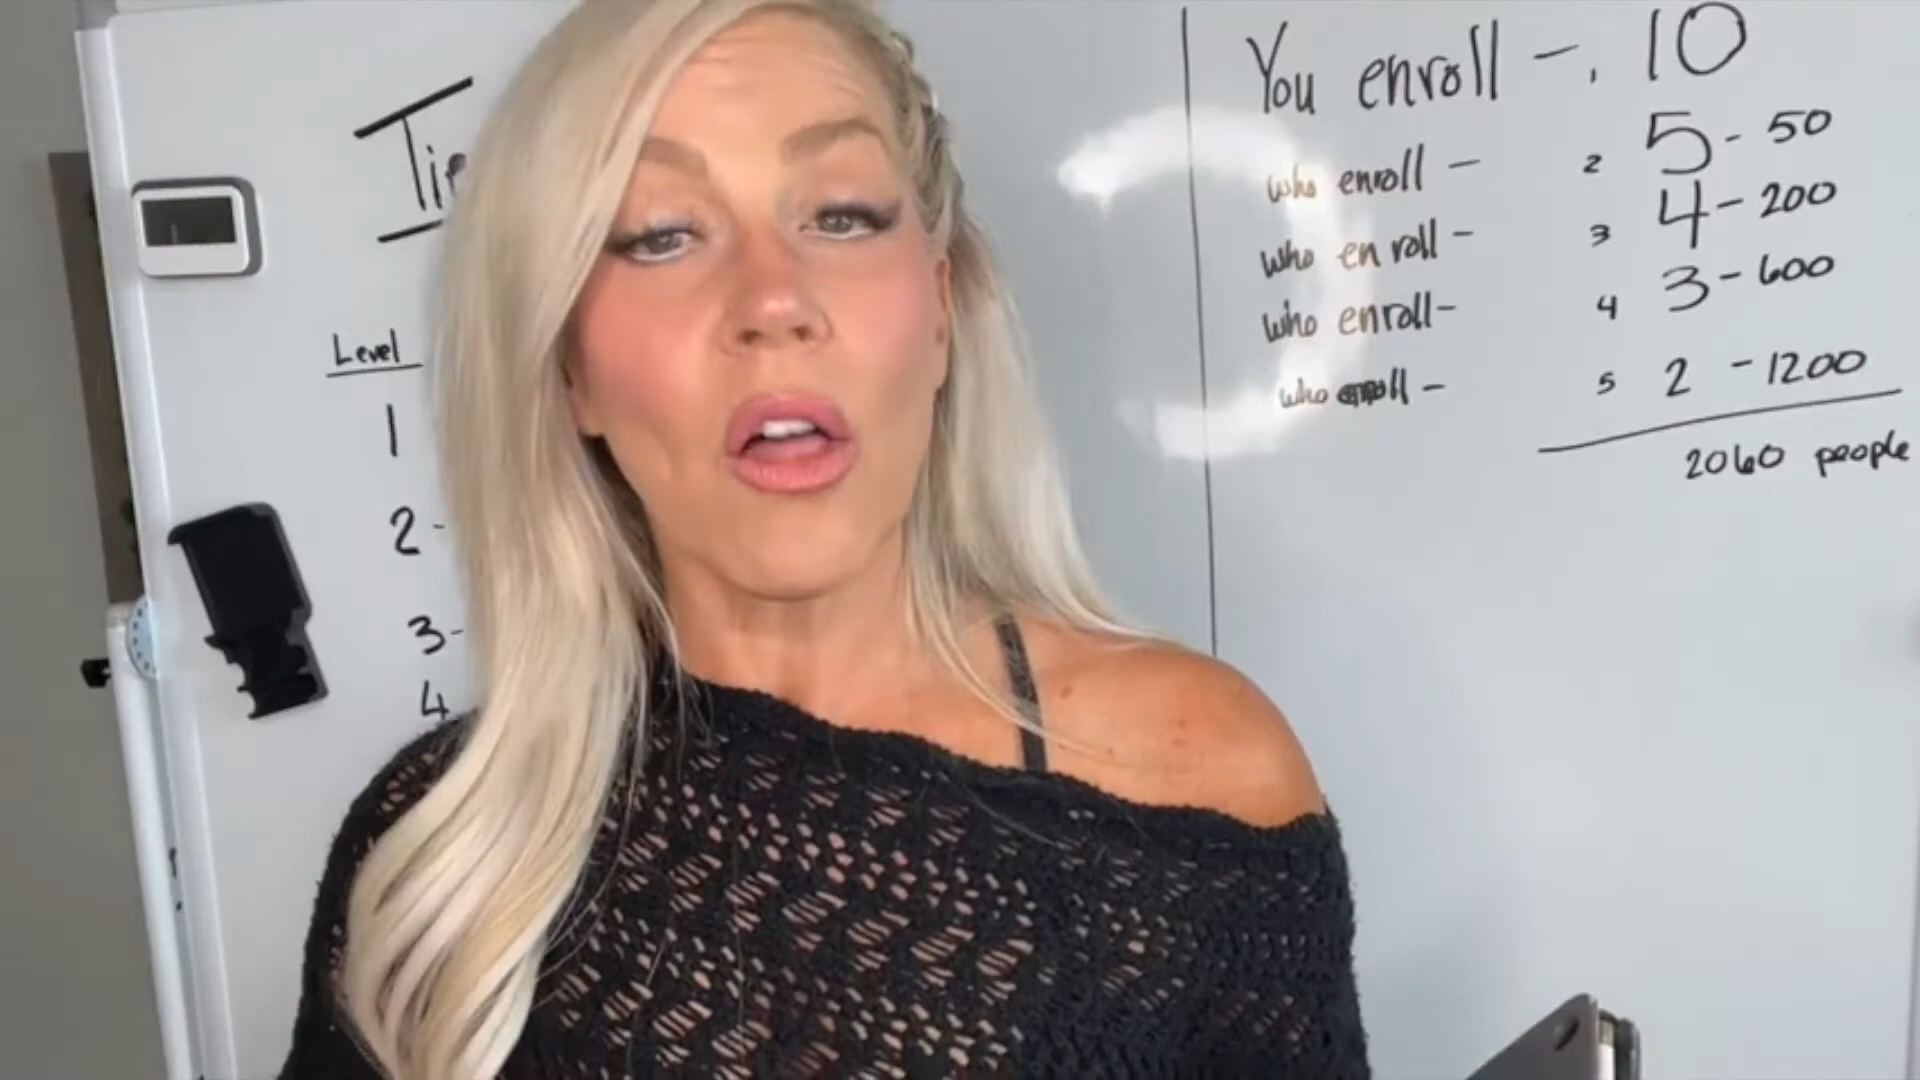 Tie
Level
1
2-
3-
4
You enroll - 10
who enroll - 2 5 - 50
who enroll - 3 4 - 200
who enroll - 4 3 - 600
who enroll - 5 2 - 1200
2060 people